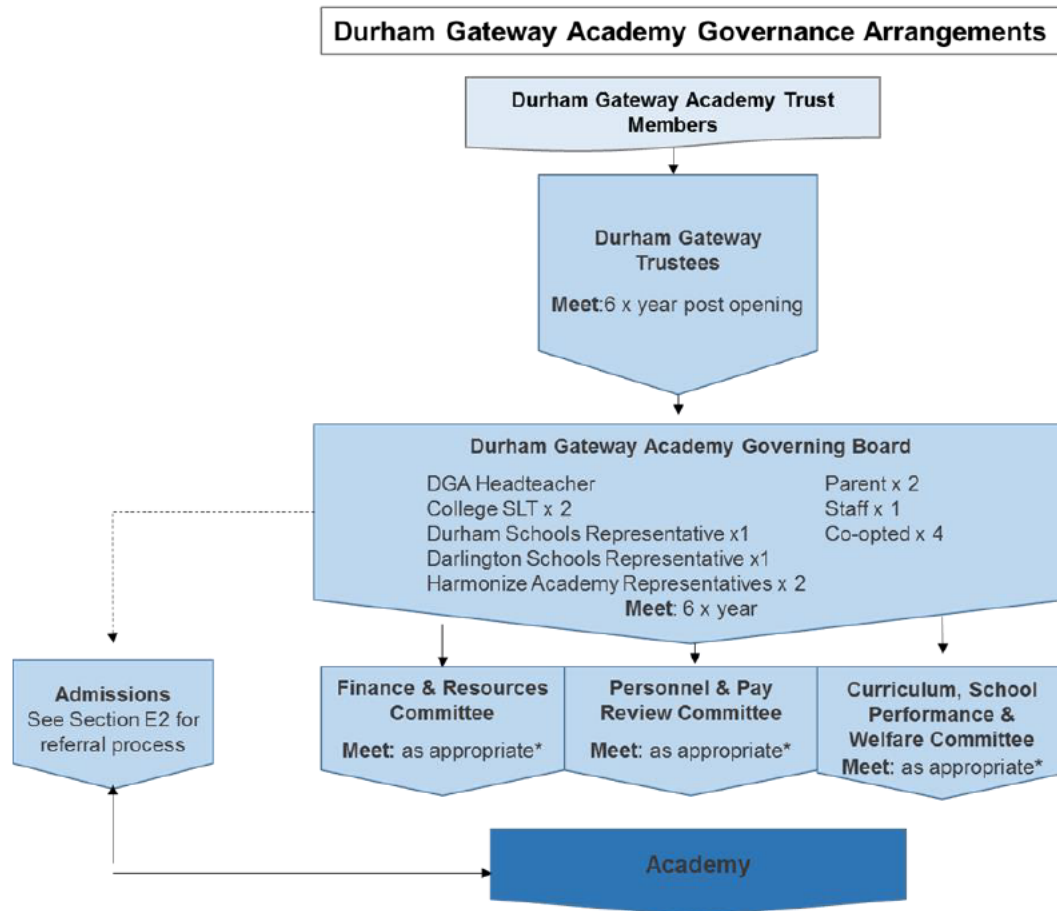 Durham Gateway Academy Governance Arrangements
Durham Gateway Academy Trust
Members
Durham Gateway
Trustees
Meet:6 x year post opening
Durham Gateway Academy Governing Board
DGA Headteacher
College SLT x 2
Durham Schools Representative x1
Darlington Schools Representative x1
Harmonize Academy Representatives x 2
Parent x 2
Staff x 1
Co-opted x 4
Meet: 6 x year
Admissions
See Section E2 for
referral process
Finance & Resources
Committee
Meet: as appropriate*
Personnel & Pay
Review Committee
Meet: as appropriate*
Curriculum, School
Performance &
Welfare Committee
Meet: as appropriate*
Academy